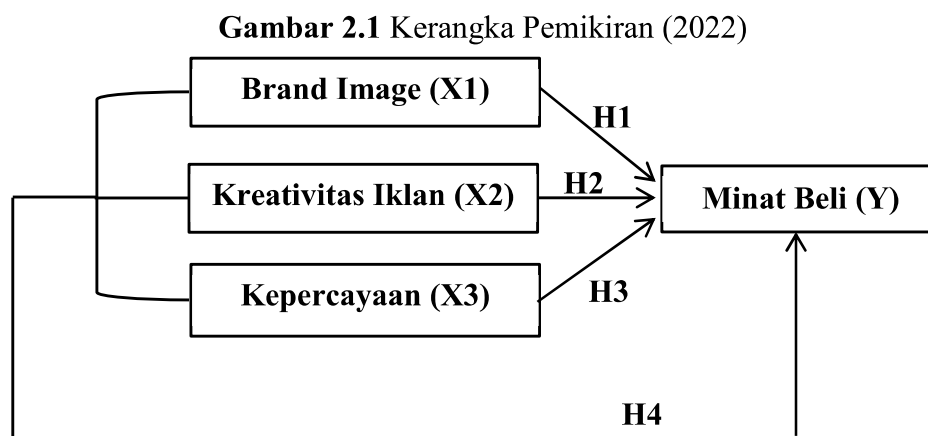 Gambar 2.1 Kerangka Pemikiran (2022)
Brand Image (X1)
H1
Kreativitas Iklan (X2)
H2
Minat Beli (Y)
Kepercayaan (X3)
H3
H4